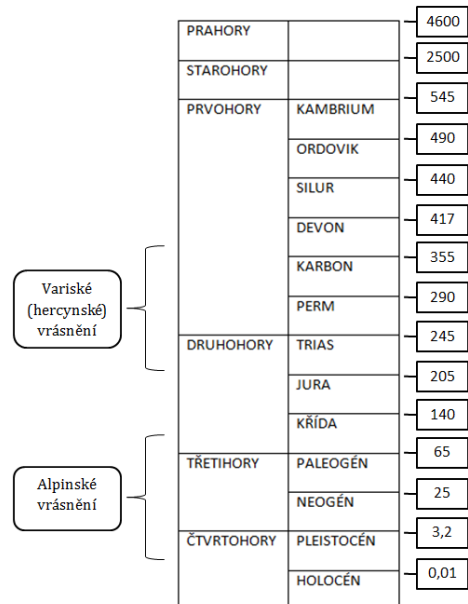 PRAHORY
4600
STAROHORY
2500
PRVOHORY KAMBRIUM
545
ORDOVIK
490
SILUR
440
DEVON
417
KARBON
355
Variské
(hercynské)
vrásnění
PERM
290
DRUHOHORY TRIAS
245
JURA
205
KŘÍDA
140
TŘETIHORY PALEOGÉN
65
Alpinské
vrásnění
NEOGÉN
25
ČTVRTOHORY PLEISTOCÉN
3,2
HOLOCÉN
0,01